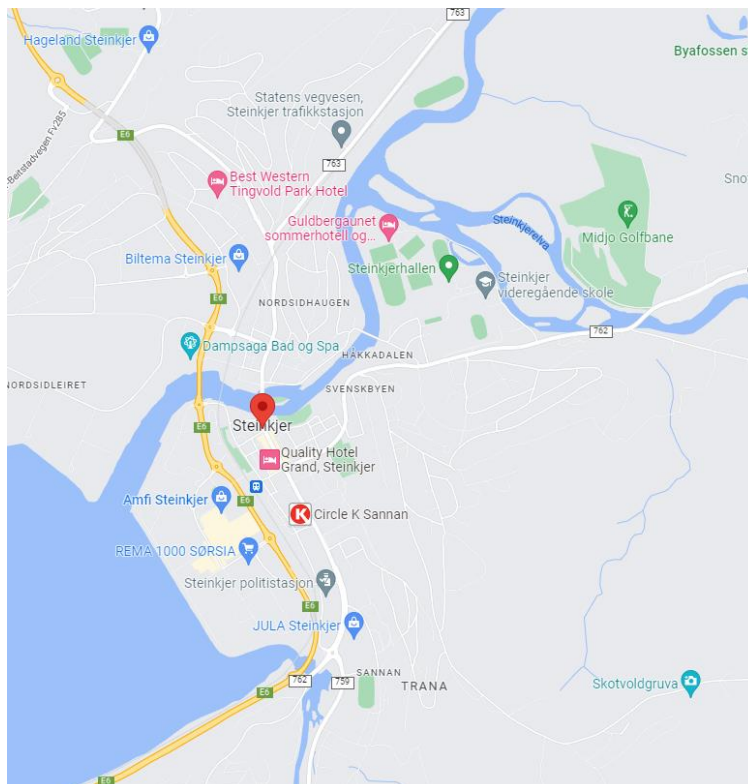 763
Hageland Steinkjer
Byafossen s
Statens vegvesen,
Steinkjer trafikkstasjon
E6
-Beitstadvegen Fv285
763
Best Western
Tingvold Park Hotel
Sno
Guldbergaunet
sommerhotell og...
Steinkjerelva
Midjo Golfbane
Biltema Steinkjer
Steinkjerhallen
Steinkjer
videregående skole
E6
NORDSIDHAUGEN
762
Dampsaga Bad og Spa
HÅKKADALEN
NORDSIDLEIRET
SVENSKBYEN
Steinkjer
Quality Hotel
Grand, Steinkjer
Amfi Steinkjer
E6
K
Circle K Sannan
REMA 1000 SØRSIA
Steinkjer politistasjon
E6
JULA Steinkjer
SANNAN
762
759
TRANA
Skotvoldgruva
E6
E6